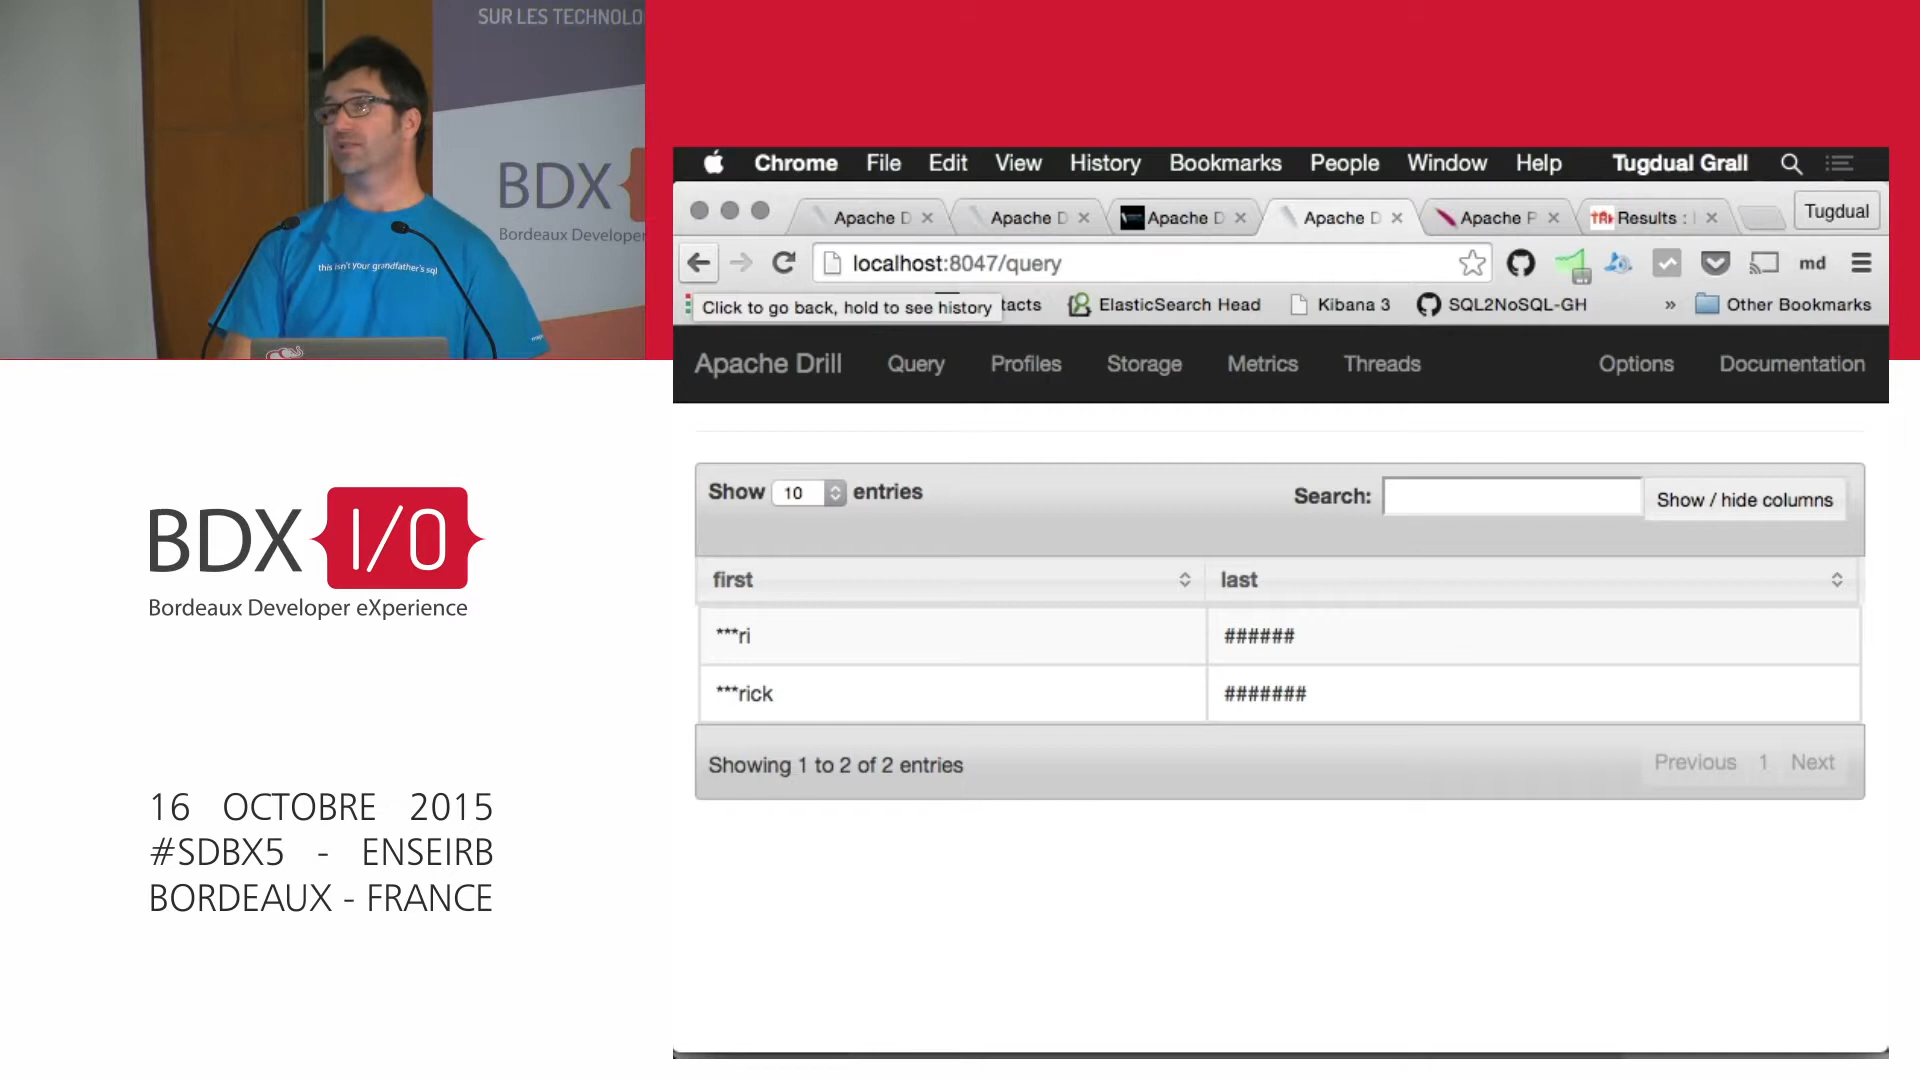 SUR LES TECHNOLO
BDX
Bordeaux Developer
this isn't your grandfather's sql
Chrome File Edit View History Bookmarks People Window Help Tugdual Grall
Apache D Apache D Apache D Apache D Apache P Results : Tugdual
localhost:8047/query md
Click to go back, hold to see history tacts ElasticSearch Head Kibana 3 SQL2NoSQL-GH » Other Bookmarks
Apache Drill Query Profiles Storage Metrics Threads Options Documentation
Show 10 entries Search: Show / hide columns
first last
***ri ######
***rick #######
Showing 1 to 2 of 2 entries Previous 1 Next
BDX I/O
Bordeaux Developer eXperience
16 OCTOBRE 2015
#SDBX5 - ENSEIRB
BORDEAUX - FRANCE